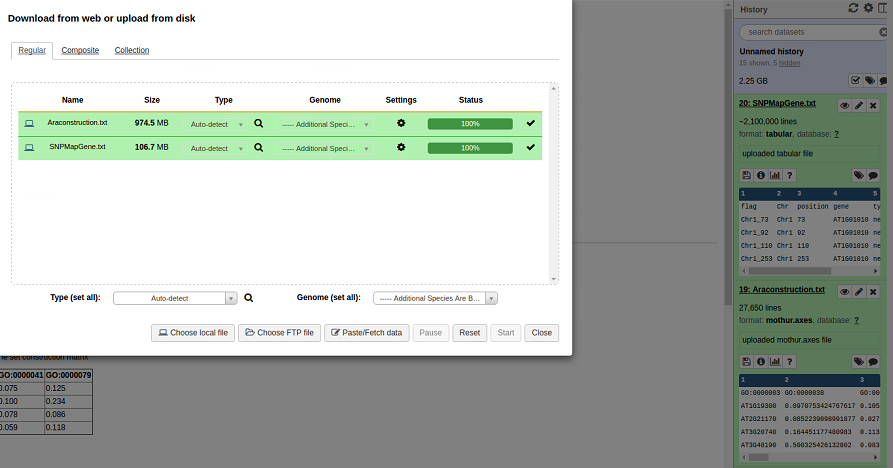 Download from web or upload from disk
Regular Composite Collection
Name Size Type Genome Settings Status
Araconstruction.txt 974.5 MB Auto-detect ----- Additional Speci... 100%
SNPMapGene.txt 106.7 MB Auto-detect ----- Additional Speci... 100%
Type (set all): Auto-detect Genome (set all): ----- Additional Species Are B...
Choose local file Choose FTP file Paste/Fetch data Pause Reset Start Close
ne set construction matrix
GO:0000041 GO:0000079
0.075 0.125
0.100 0.234
0.078 0.086
0.059 0.118
History
search datasets
Unnamed history
15 shown, 5 hidden
2.25 GB
20: SNPMapGene.txt
~2,100,000 lines
format: tabular, database: ?
uploaded tabular file
1 2 3 4 5
flag Chr position gene ty
Chr1_73 Chr1 73 AT1G01010 ne
Chr1_92 Chr1 92 AT1G01010 ne
Chr1_110 Chr1 110 AT1G01010 ne
Chr1_253 Chr1 253 AT1G01010 ne
19: Araconstruction.txt
27,650 lines
format: mothur.axes, database: ?
uploaded mothur.axes file
1 2 3
GO:0000003 GO:0000038 GO:00
AT1G19300 0.0970753424767617 0.105
AT2G21170 0.0852239098991877 0.027
AT3G20740 0.164451177480983 0.113
AT3G48190 0.500325426132802 0.083